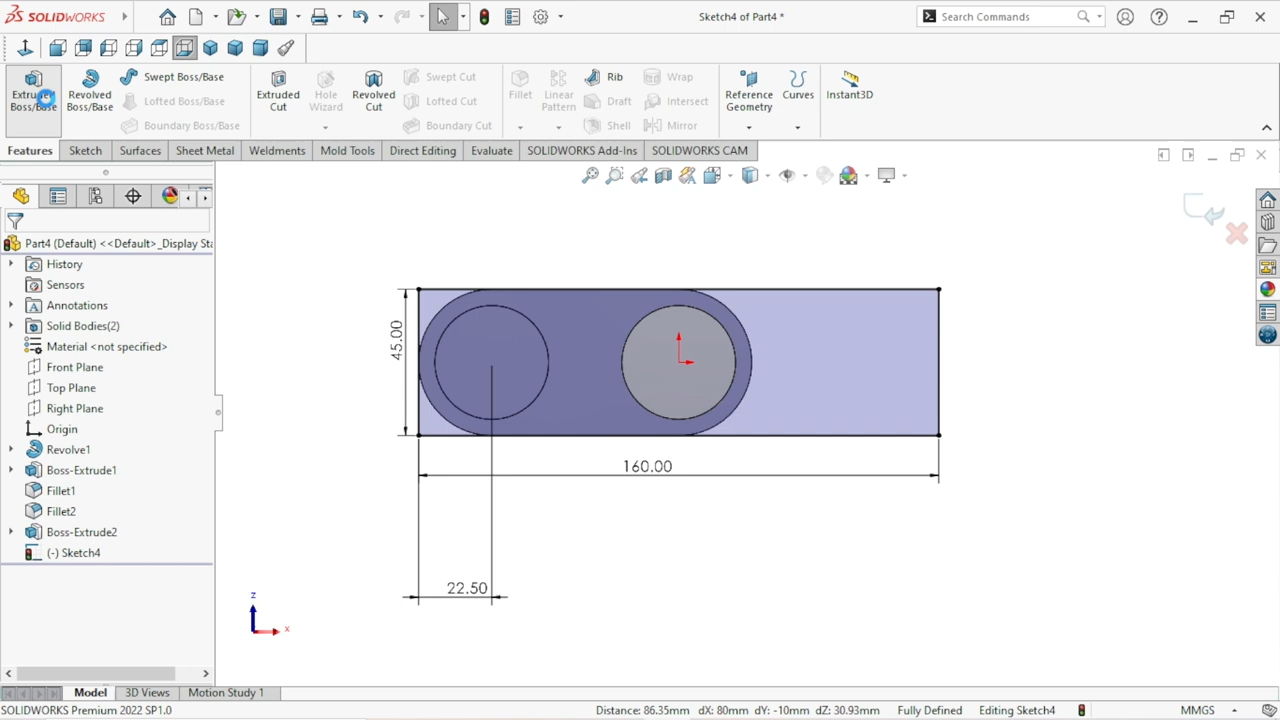 SOLIDWORKS
Sketch4 of Part4 *
Search Commands
Extruded Boss/Base
Revolved Boss/Base
Swept Boss/Base
Lofted Boss/Base
Boundary Boss/Base
Extruded Cut
Hole Wizard
Revolved Cut
Swept Cut
Lofted Cut
Boundary Cut
Fillet
Linear Pattern
Rib
Draft
Shell
Wrap
Intersect
Mirror
Reference Geometry
Curves
Instant3D
Features Sketch Surfaces Sheet Metal Weldments Mold Tools Direct Editing Evaluate SOLIDWORKS Add-Ins SOLIDWORKS CAM
Part4 (Default) <<Default>_Display Sta
History
Sensors
Annotations
Solid Bodies(2)
Material <not specified>
Front Plane
Top Plane
Right Plane
Origin
Revolve1
Boss-Extrude1
Fillet1
Fillet2
Boss-Extrude2
(-) Sketch4
45.00
160.00
22.50
z
x
Model 3D Views Motion Study 1
SOLIDWORKS Premium 2022 SP1.0
Distance: 86.35mm dX: 80mm dY: -10mm dZ: 30.93mm Fully Defined Editing Sketch4 MMGS